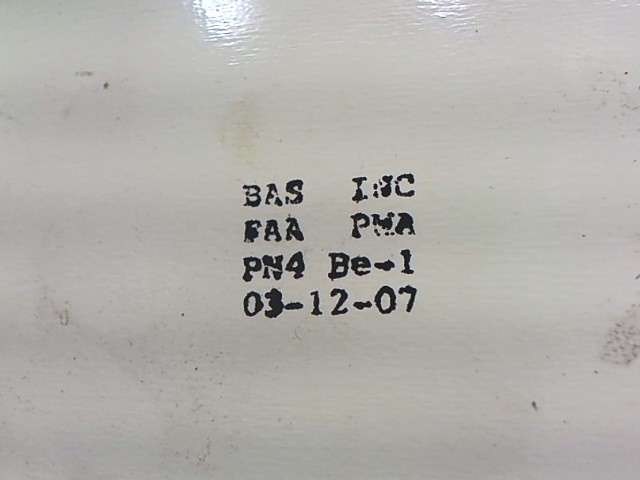 BAS INC
FAA PMA
PN4 Be-1
03-12-07